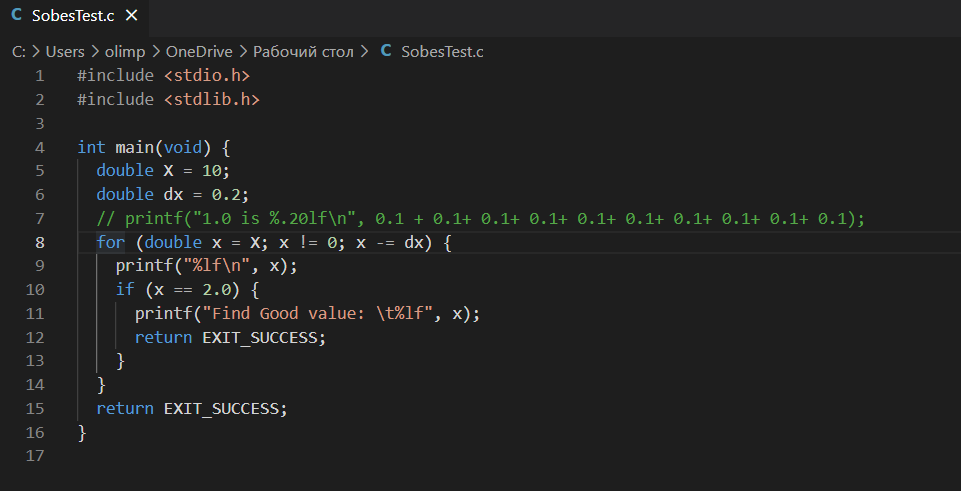 SobesTest.c
C: > Users > olimp > OneDrive > Рабочий стол > SobesTest.c
1 #include <stdio.h>
2 #include <stdlib.h>
3
4 int main(void) {
5   double X = 10;
6   double dx = 0.2;
7   // printf("1.0 is %.20lf\n", 0.1 + 0.1+ 0.1+ 0.1+ 0.1+ 0.1+ 0.1+ 0.1+ 0.1+ 0.1);
8   for (double x = X; x != 0; x -= dx) {
9     printf("%lf\n", x);
10     if (x == 2.0) {
11       printf("Find Good value: \t%lf", x);
12       return EXIT_SUCCESS;
13     }
14   }
15   return EXIT_SUCCESS;
16 }
17